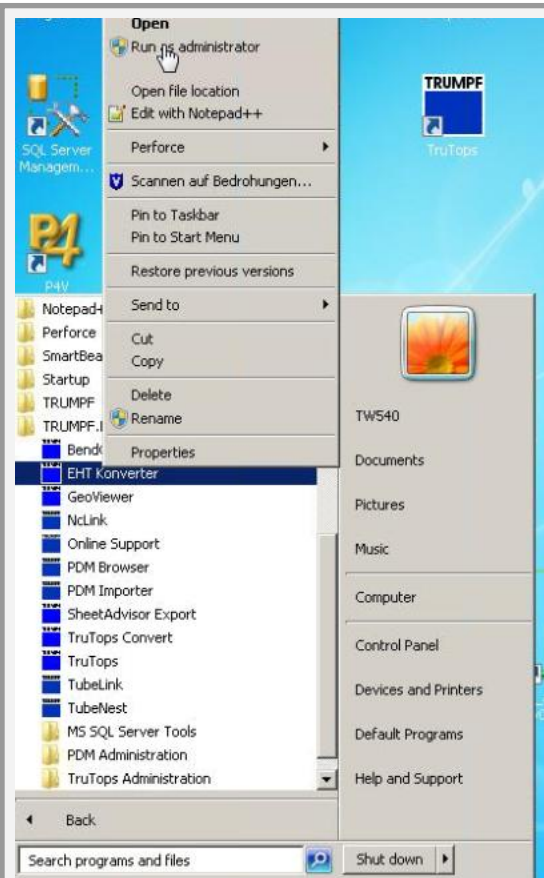 Open
Run as administrator
Open file location
Edit with Notepad++
Perforce
Scannen auf Bedrohungen...
Pin to Taskbar
Pin to Start Menu
Restore previous versions
Send to
Cut
Copy
Delete
Rename
Properties
SQL Server
Managem...
P4V
TRUMPF
TruTops
Notepad+
Perforce
SmartBea
Startup
TRUMPF
TRUMPF.
Bend
EHT Konverter
GeoViewer
NcLink
Online Support
PDM Browser
PDM Importer
SheetAdvisor Export
TruTops Convert
TruTops
TubeLink
TubeNest
MS SQL Server Tools
PDM Administration
TruTops Administration
Back
Search programs and files
TW540
Documents
Pictures
Music
Computer
Control Panel
Devices and Printers
Default Programs
Help and Support
Shut down